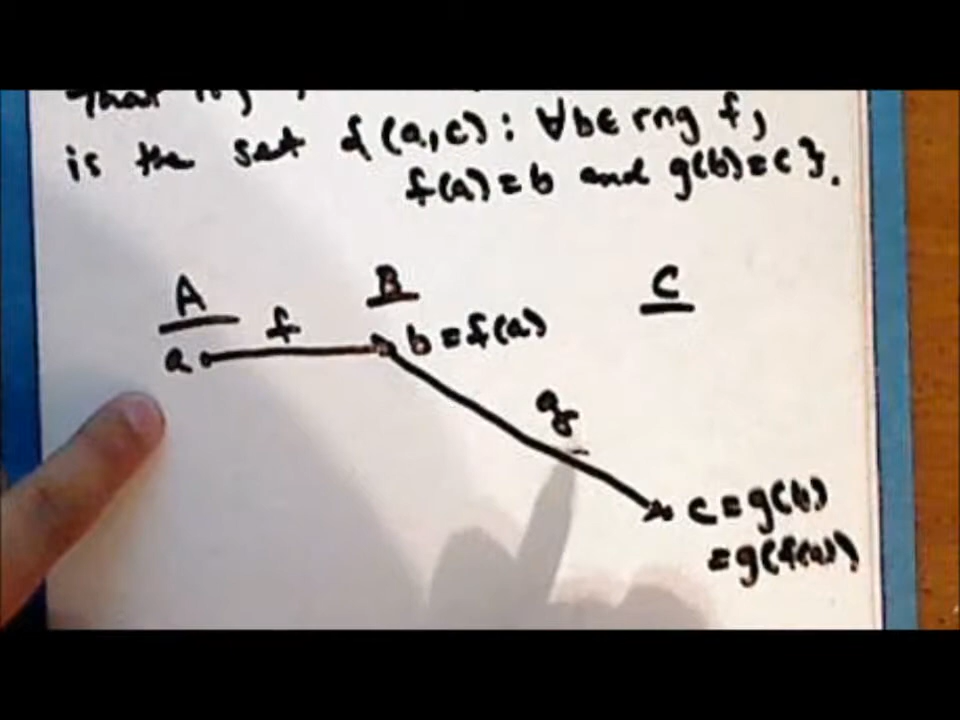 is the set {(a,c): ∀b∈ rng f,
f(a)=b and g(b)=c}.
A B C
f
a b=f(a)
g
c=g(b)
=g(f(a))